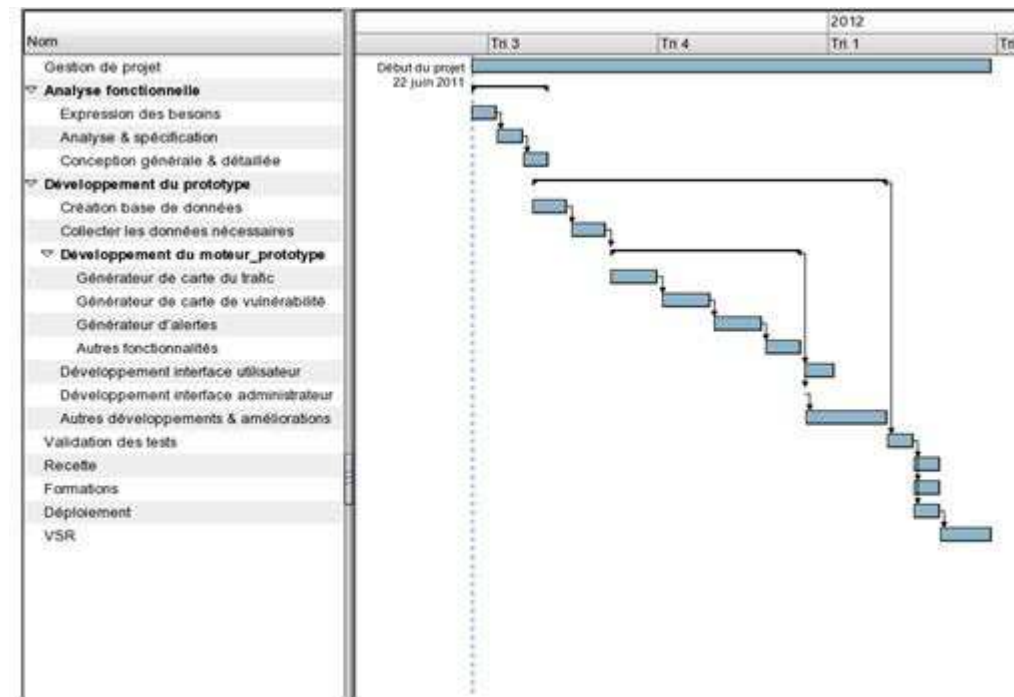 2012
Nom
Tri 3
Tri 4
Tri 1
Tri
Gestion de projet
Début du projet
22 juin 2011
Analyse fonctionnelle
Expression des besoins
Analyse & spécification
Conception générale & détaillée
Développement du prototype
Création base de données
Collecter les données nécessaires
Développement du moteur_prototype
Générateur de carte du trafic
Générateur de carte de vulnérabilité
Générateur d'alertes
Autres fonctionnalités
Développement interface utilisateur
Développement interface administrateur
Autres développements & améliorations
Validation des tests
Recette
Formations
Déploiement
VSR